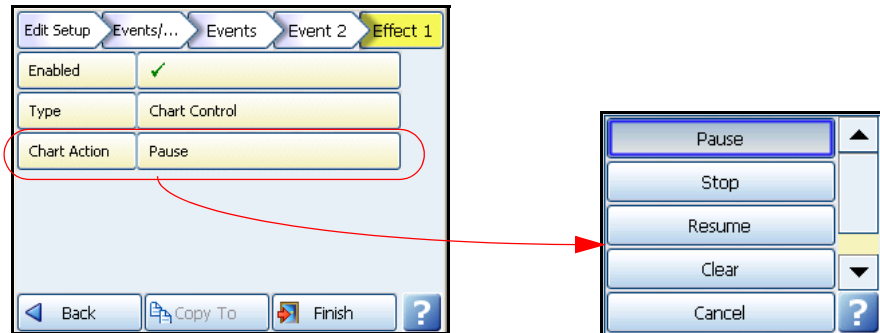 Edit Setup Events/... Events Event 2 Effect 1
Enabled ✓
Type Chart Control
Chart Action Pause
Back Copy To Finish ?
Pause
Stop
Resume
Clear
Cancel ?